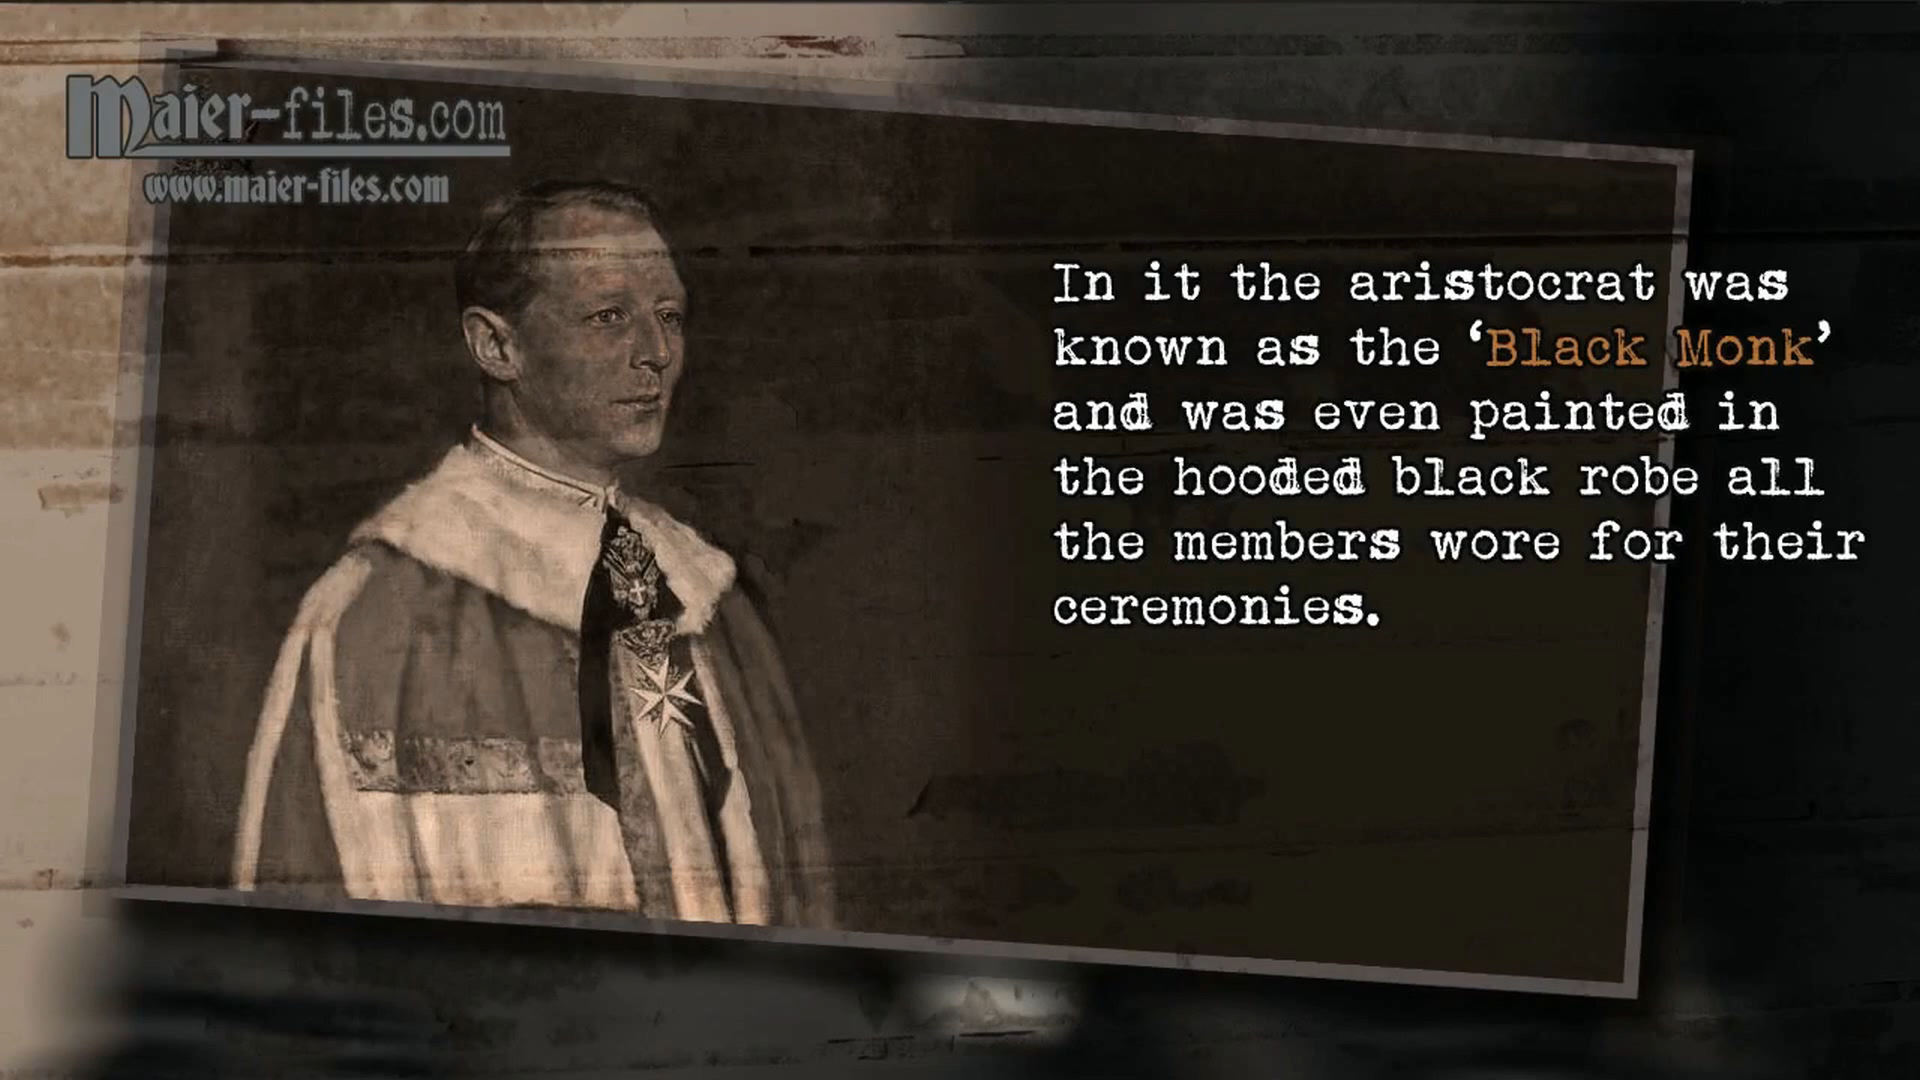 Maier-files.com
www.maier-files.com
In it the aristocrat was
known as the ‘Black Monk’
and was even painted in
the hooded black robe all
the members wore for their
ceremonies.